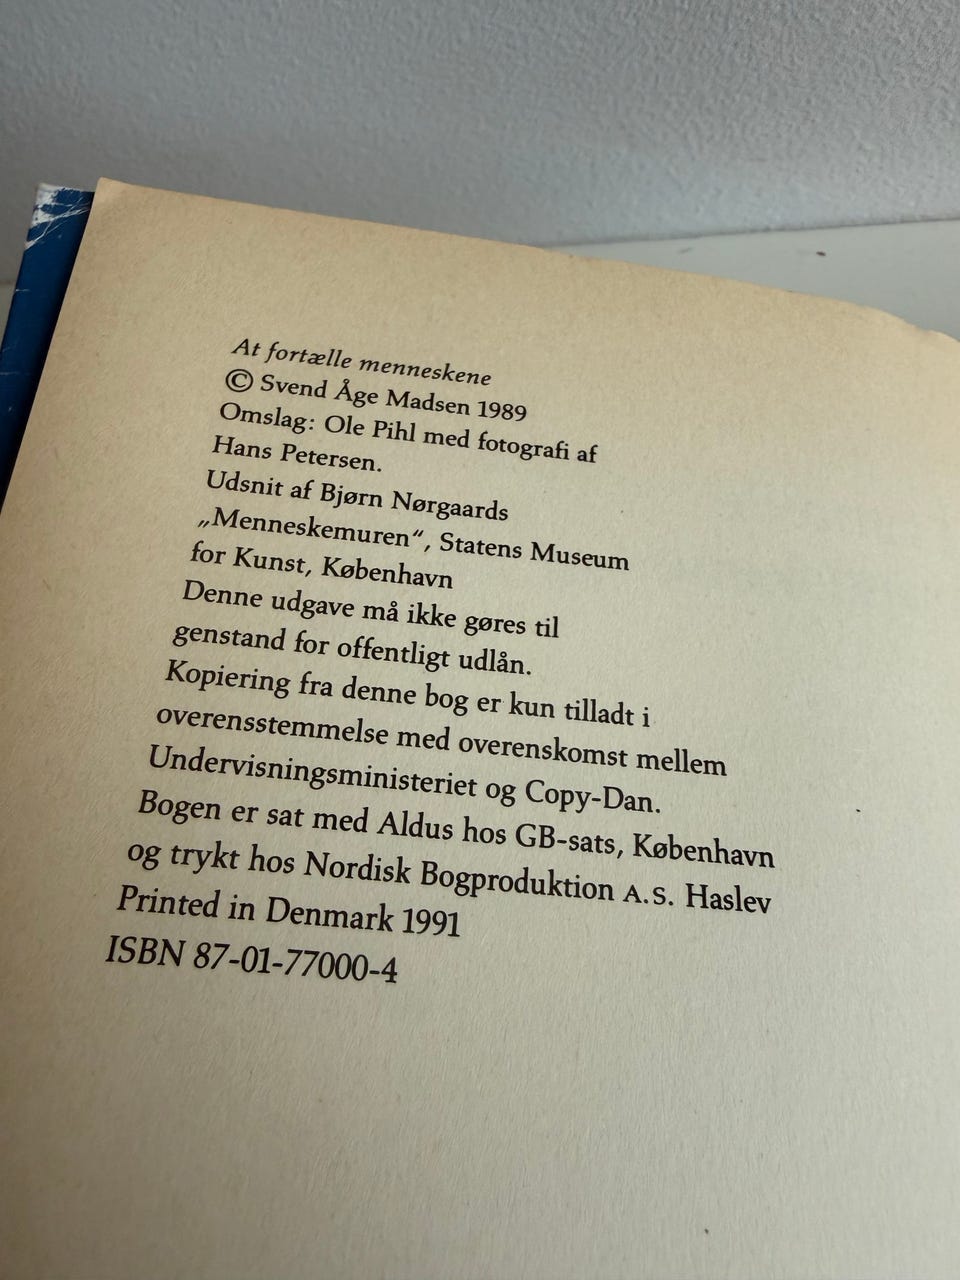 At fortælle menneskene
© Svend Åge Madsen 1989
Omslag: Ole Pihl med fotografi af
Hans Petersen.
Udsnit af Bjørn Nørgaards
„Menneskemuren“, Statens Museum
for Kunst, København
Denne udgave må ikke gøres til
genstand for offentligt udlån.
Kopiering fra denne bog er kun tilladt i
overensstemmelse med overenskomst mellem
Undervisningsministeriet og Copy-Dan.
Bogen er sat med Aldus hos GB-sats, København
og trykt hos Nordisk Bogproduktion A.S. Haslev
Printed in Denmark 1991
ISBN 87-01-77000-4